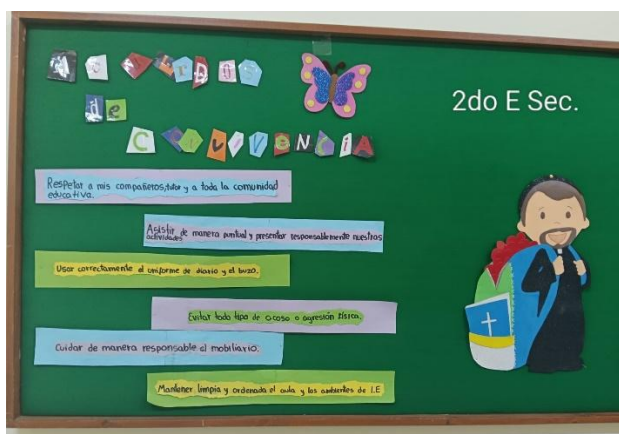 Acuerdos
de
Convivencia
2do E Sec.
Respetar a mis compañeros,tutor y a toda la comunidad
educativa.
Asistir de manera puntual y presentar responsablemente nuestras
actividades
Usar correctamente el uniforme de diario y el buzo.
Evitar todo tipo de acoso o agresión física.
Cuidar de manera responsable el mobiliario.
Mantener limpia y ordenada el aula y los ambientes de I.E